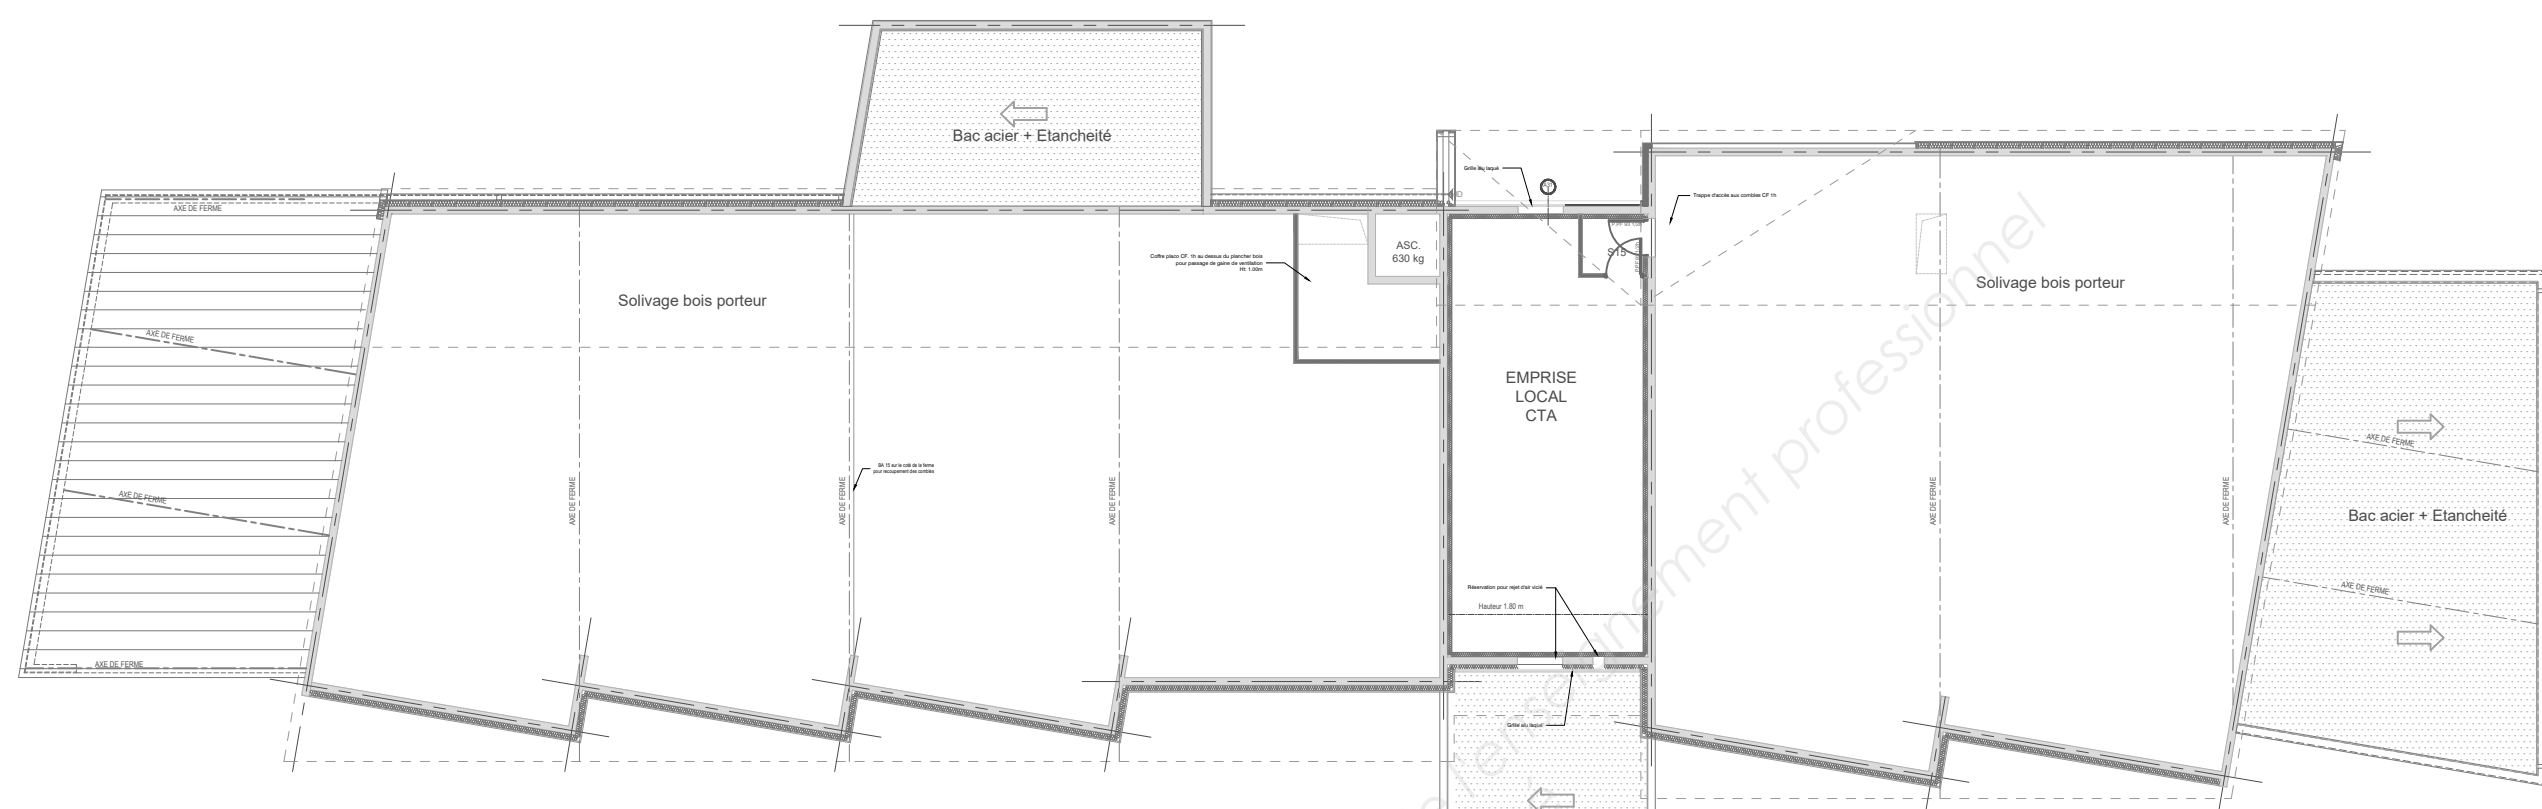 Bac acier + Etancheité
Grille alu laqué
AXE DE FERME
Trappe d'accès aux combles CF 1h
ASC.
630 kg
S15
Coffre placo CF. 1h au dessus du plancher bois
pour passage de gaine de ventilation
Ht: 1.00m
Solivage bois porteur
Solivage bois porteur
AXE DE FERME
EMPRISE
LOCAL
CTA
AXE DE FERME
AXE DE FERME
BA 15 sur le coté de la ferme
pour recoupement des combles
AXE DE FERME
AXE DE FERME
AXE DE FERME
AXE DE FERME
AXE DE FERME
AXE DE FERME
Bac acier + Etancheité
Réservation pour rejet d'air vicié
AXE DE FERME
Hauteur 1.80 m
AXE DE FERME
Grille alu laqué
l'enseignement professionnel